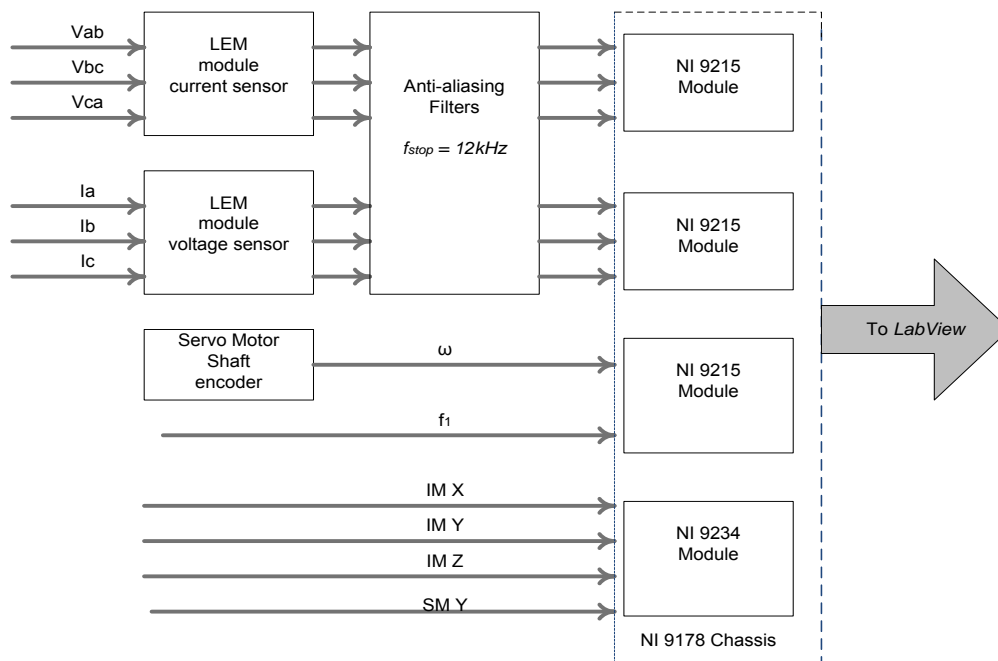 Vab
Vbc
Vca
LEM
module
current sensor
Anti-aliasing
Filters
fstop = 12kHz
NI 9215
Module
Ia
Ib
Ic
LEM
module
voltage sensor
NI 9215
Module
Servo Motor
Shaft
encoder
ω
f1
NI 9215
Module
To LabView
IM X
IM Y
IM Z
SM Y
NI 9234
Module
NI 9178 Chassis